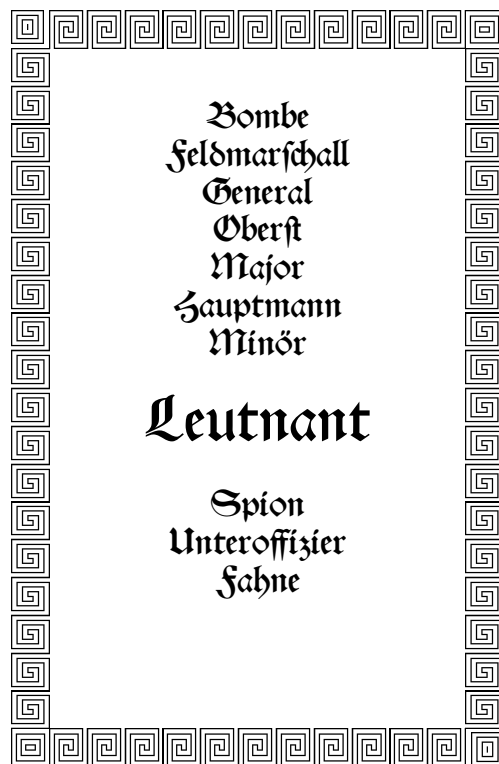 Bombe
Feldmarſchall
General
Oberſt
Major
Hauptmann
Minör
Leutnant
Spion
Unteroffizier
Fahne